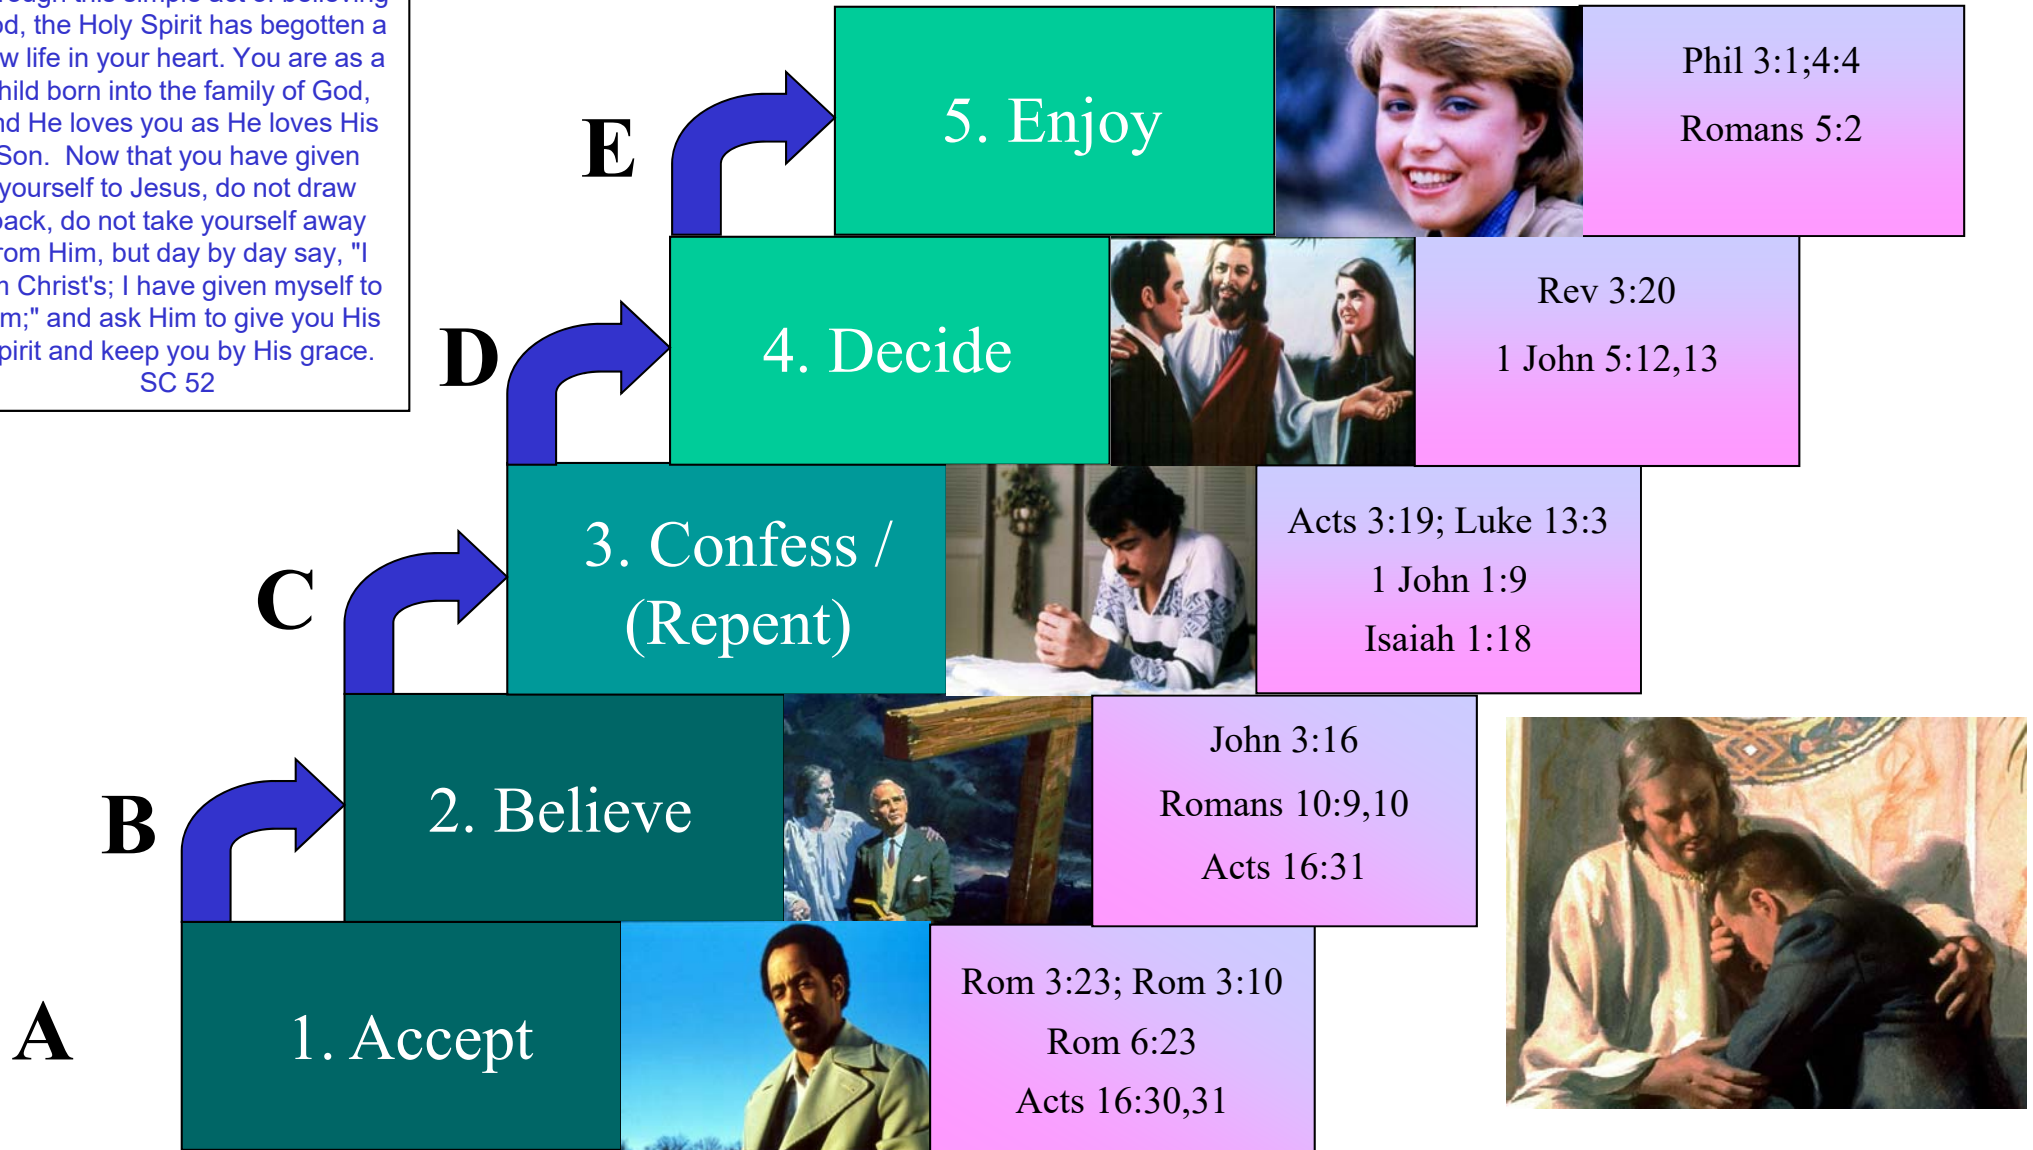 this simple act of believing
the Holy Spirit has begotten a
life in your heart. You are as a
born into the family of God,
He loves you as He loves His
Son. Now that you have given
yourself to Jesus, do not draw
do not take yourself away
Him, but day by day say, "I
Christ's; I have given myself to
and ask Him to give you His
and keep you by His grace.
SC 52
E
5. Enjoy
Phil 3:1;4:4
Romans 5:2
D
4. Decide
Rev 3:20
1 John 5:12,13
C
3. Confess /
(Repent)
Acts 3:19; Luke 13:3
1 John 1:9
Isaiah 1:18
B
2. Believe
John 3:16
Romans 10:9,10
Acts 16:31
A
1. Accept
Rom 3:23; Rom 3:10
Rom 6:23
Acts 16:30,31